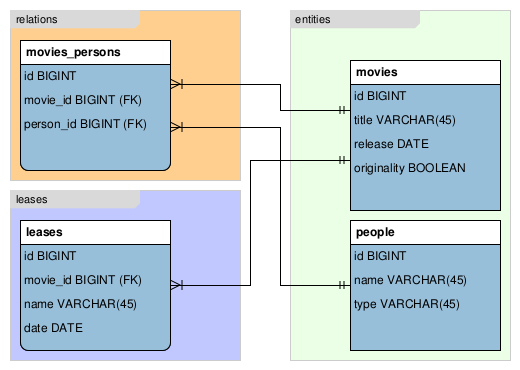 relations
movies_persons
id BIGINT
movie_id BIGINT (FK)
person_id BIGINT (FK)
leases
leases
id BIGINT
movie_id BIGINT (FK)
name VARCHAR(45)
date DATE
entities
movies
id BIGINT
title VARCHAR(45)
release DATE
originality BOOLEAN
people
id BIGINT
name VARCHAR(45)
type VARCHAR(45)